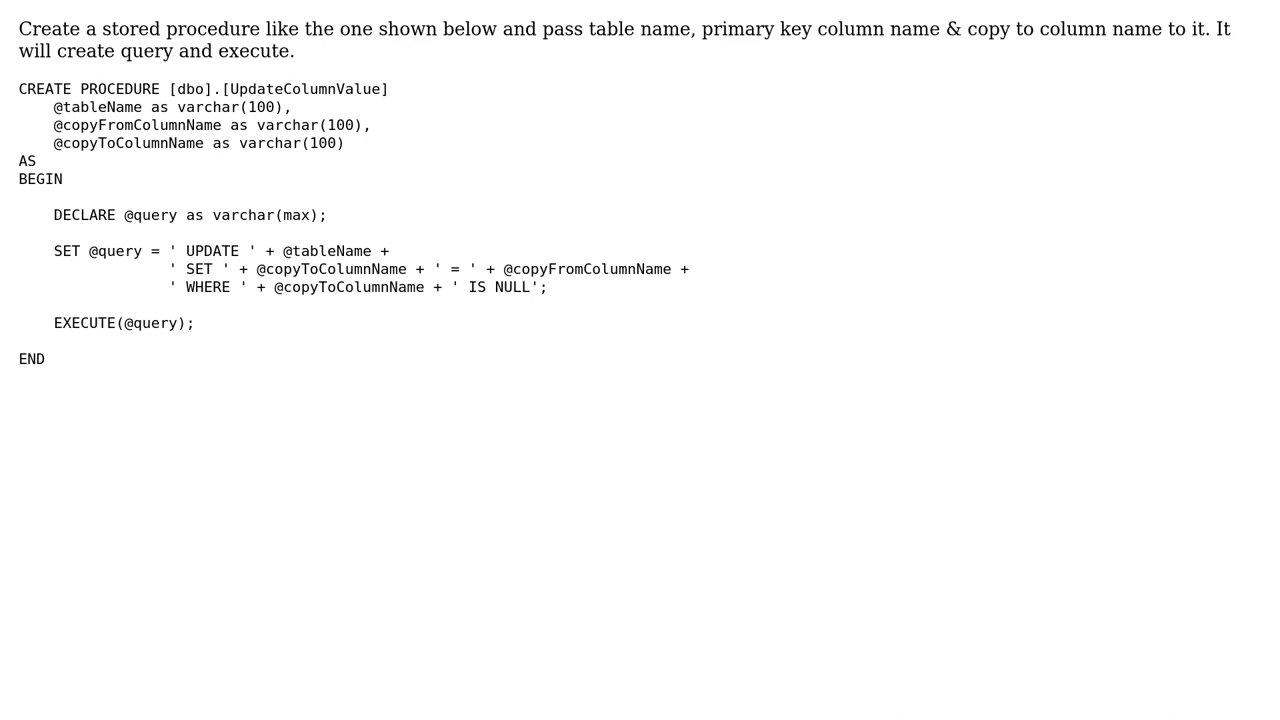 Create a stored procedure like the one shown below and pass table name, primary key column name & copy to column name to it. It
will create query and execute.
CREATE PROCEDURE [dbo].[UpdateColumnValue]
    @tableName as varchar(100),
    @copyFromColumnName as varchar(100),
    @copyToColumnName as varchar(100)
AS
BEGIN
    DECLARE @query as varchar(max);
    SET @query = ' UPDATE ' + @tableName +
                 ' SET ' + @copyToColumnName + ' = ' + @copyFromColumnName +
                 ' WHERE ' + @copyToColumnName + ' IS NULL';
    EXECUTE(@query);
END